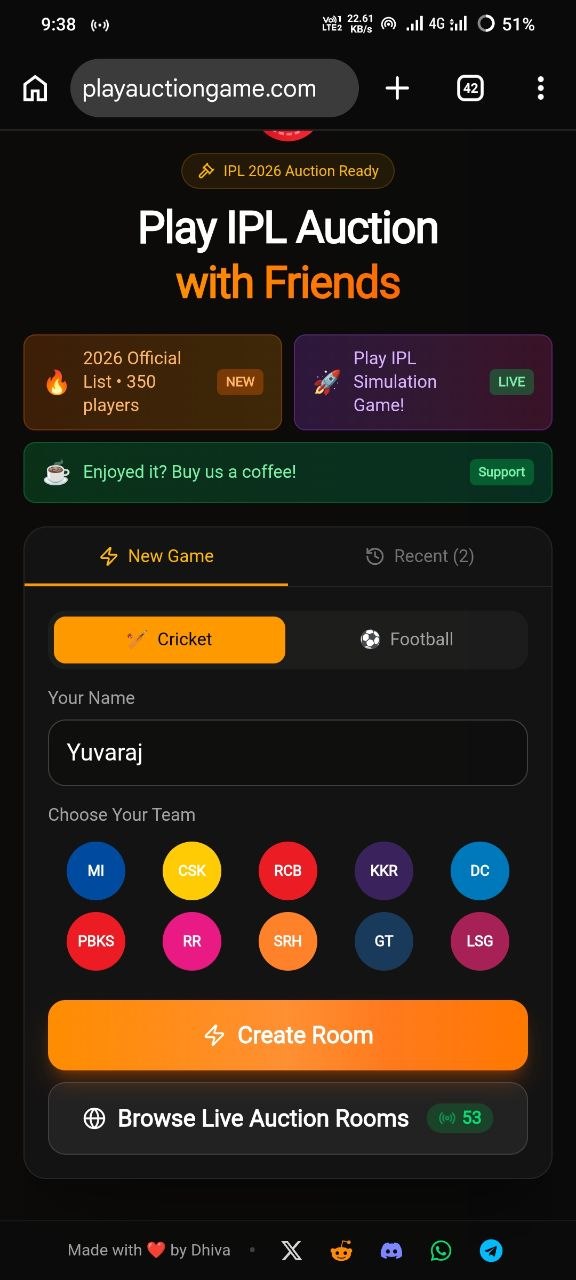 9:38
Vo1) 22.61
LTE2 KB/s
4G
51%
playauctiongame.com
42
IPL 2026 Auction Ready
Play IPL Auction
with Friends
2026 Official
List • 350
players
NEW
Play IPL
Simulation
Game!
LIVE
Enjoyed it? Buy us a coffee!
Support
New Game
Recent (2)
Cricket
Football
Your Name
Yuvaraj
Choose Your Team
MI CSK RCB KKR DC
PBKS RR SRH GT LSG
Create Room
Browse Live Auction Rooms 53
Made with ❤️ by Dhiva •